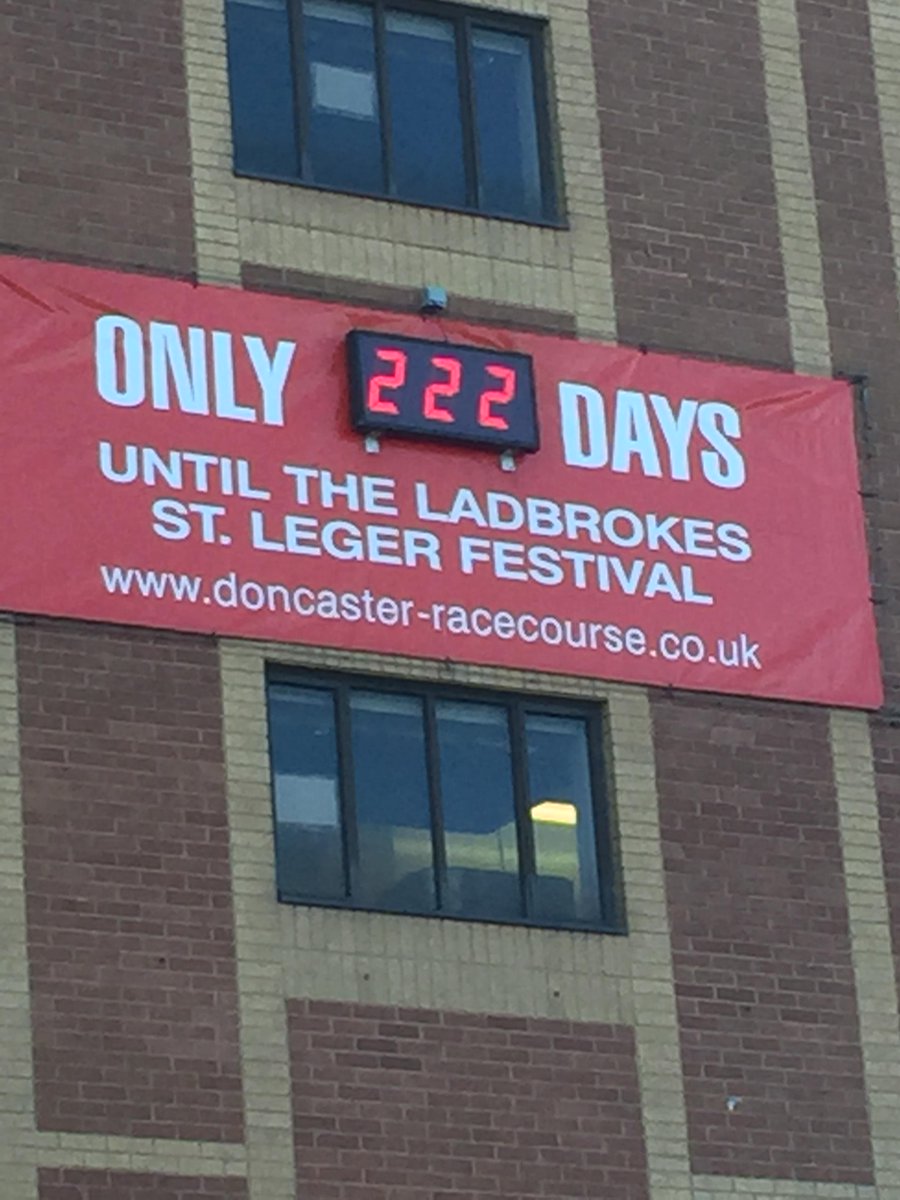 ONLY 222 DAYS
UNTIL THE LADBROKES
ST. LEGER FESTIVAL
www.doncaster-racecourse.co.uk